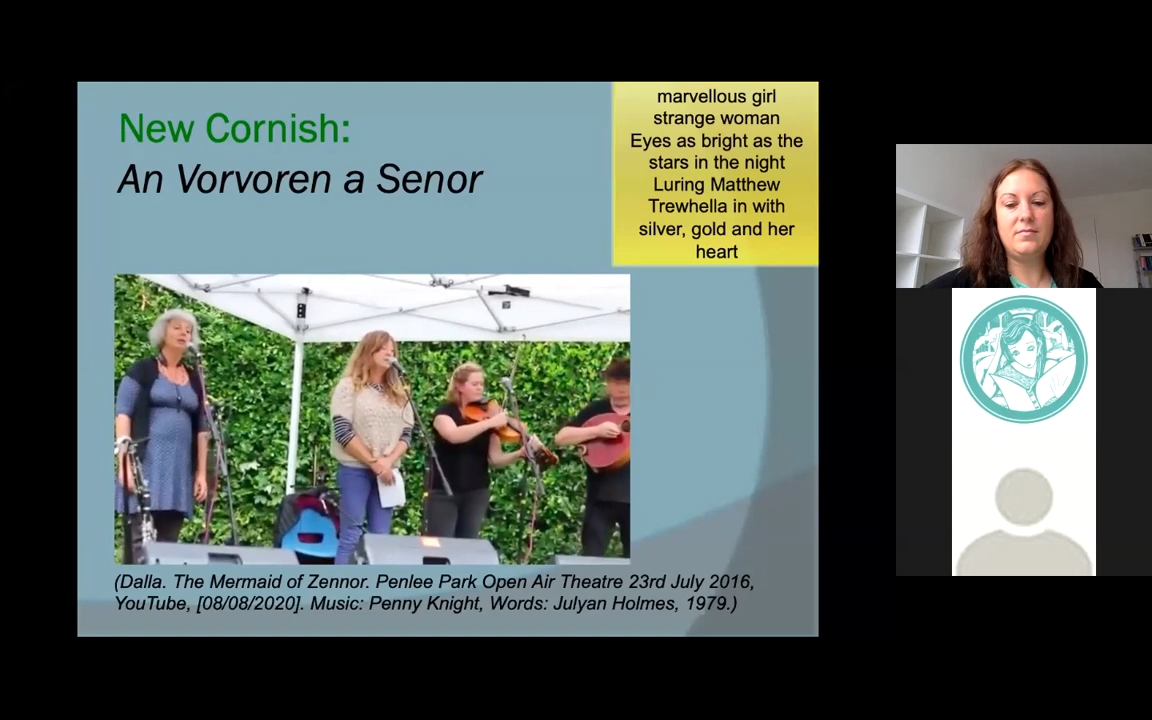 New Cornish:
An Vorvoren a Senor
marvellous girl
strange woman
Eyes as bright as the
stars in the night
Luring Matthew
Trewhella in with
silver, gold and her
heart
(Dalla. The Mermaid of Zennor. Penlee Park Open Air Theatre 23rd July 2016,
YouTube, [08/08/2020]. Music: Penny Knight, Words: Julyan Holmes, 1979.)